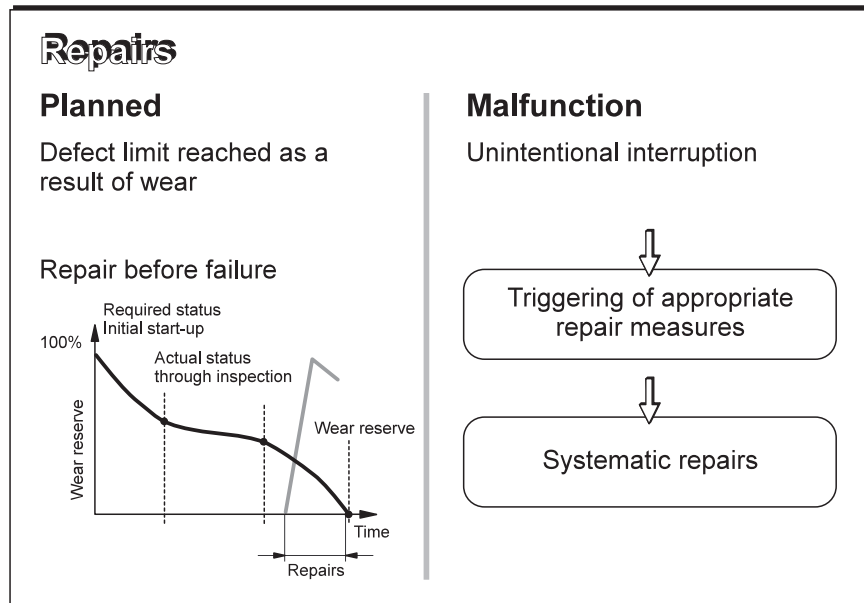 Repairs
Planned
Defect limit reached as a
result of wear
Repair before failure
Required status
Initial start-up
100%
Actual status
through inspection
Wear reserve
Wear reserve
Time
Repairs
Malfunction
Unintentional interruption
Triggering of appropriate
repair measures
Systematic repairs